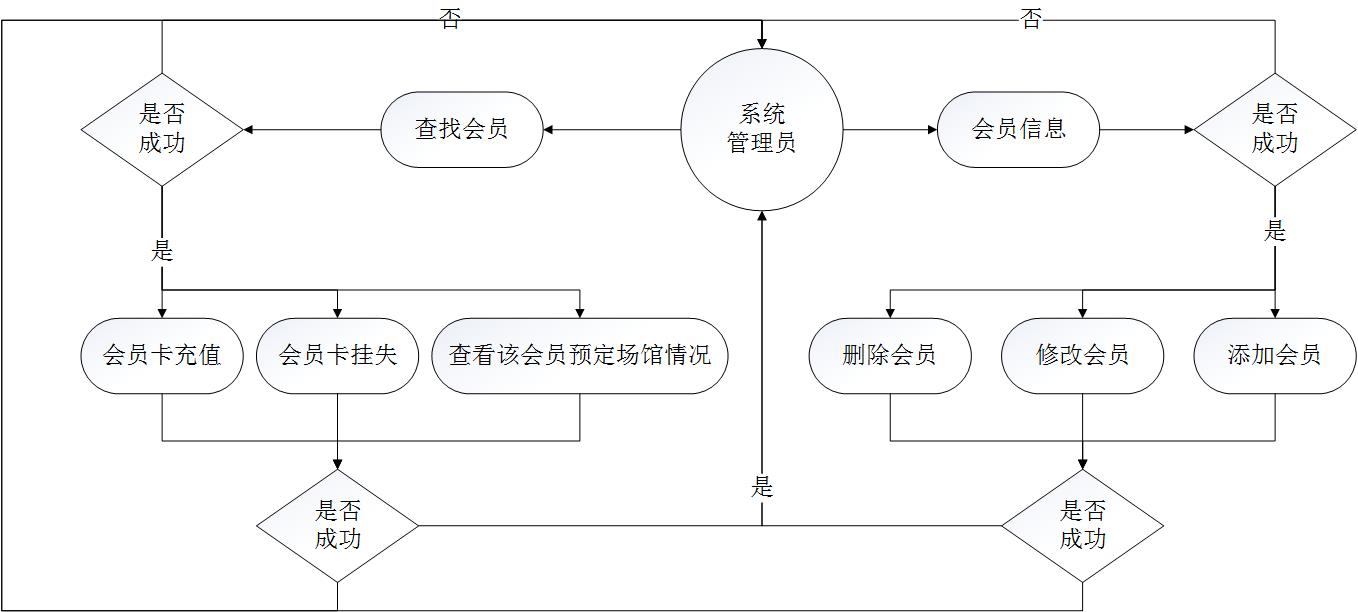 否
否
是否
成功
查找会员
系统
管理员
会员信息
是否
成功
是
是
会员卡充值
会员卡挂失
查看该会员预定场馆情况
删除会员
修改会员
添加会员
是
是否
成功
是否
成功